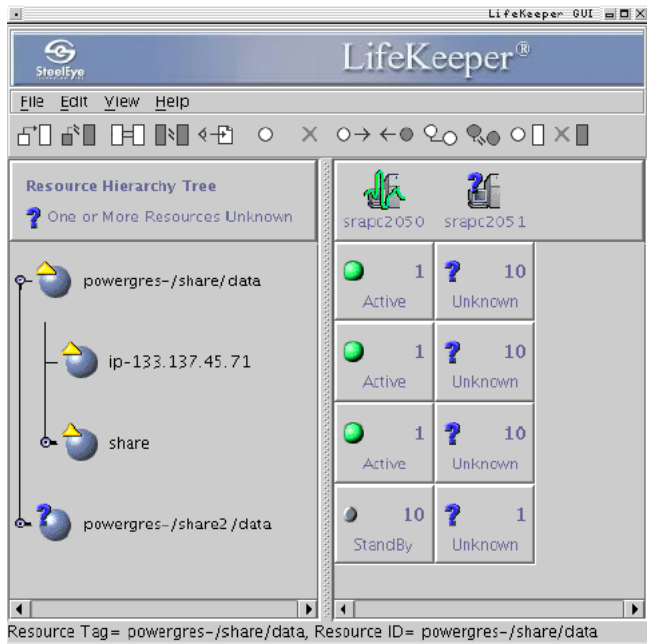 LifeKeeper GUI
SteelEye
LifeKeeper®
File Edit View Help
Resource Hierarchy Tree
? One or More Resources Unknown
srapc2050 srapc2051
powergres-/share/data
1 Active
? 10 Unknown
ip-133.137.45.71
1 Active
? 10 Unknown
share
1 Active
? 10 Unknown
powergres-/share2/data
10 StandBy
? 1 Unknown
Resource Tag= powergres-/share/data, Resource ID= powergres-/share/data